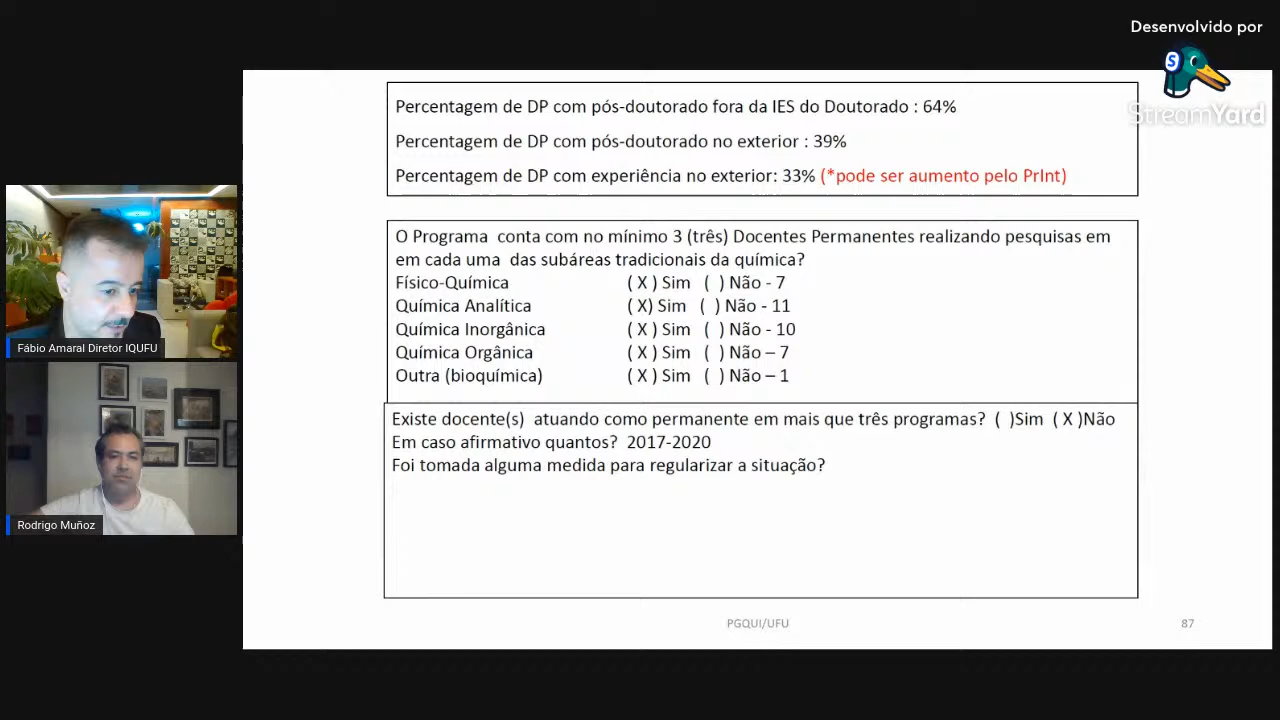 Desenvolvido por
S
StreamYard
Percentagem de DP com pós-doutorado fora da IES do Doutorado : 64%
Percentagem de DP com pós-doutorado no exterior : 39%
Percentagem de DP com experiência no exterior: 33% (*pode ser aumento pelo PrInt)
O Programa conta com no mínimo 3 (três) Docentes Permanentes realizando pesquisas em
em cada uma das subáreas tradicionais da química?
Físico-Química ( X ) Sim ( ) Não - 7
Química Analítica ( X) Sim ( ) Não - 11
Química Inorgânica ( X ) Sim ( ) Não - 10
Química Orgânica ( X ) Sim ( ) Não – 7
Outra (bioquímica) ( X ) Sim ( ) Não – 1
Existe docente(s) atuando como permanente em mais que três programas? ( )Sim ( X )Não
Em caso afirmativo quantos? 2017-2020
Foi tomada alguma medida para regularizar a situação?
PGQUI/UFU
87
Fábio Amaral Diretor IQUFU
Rodrigo Muñoz